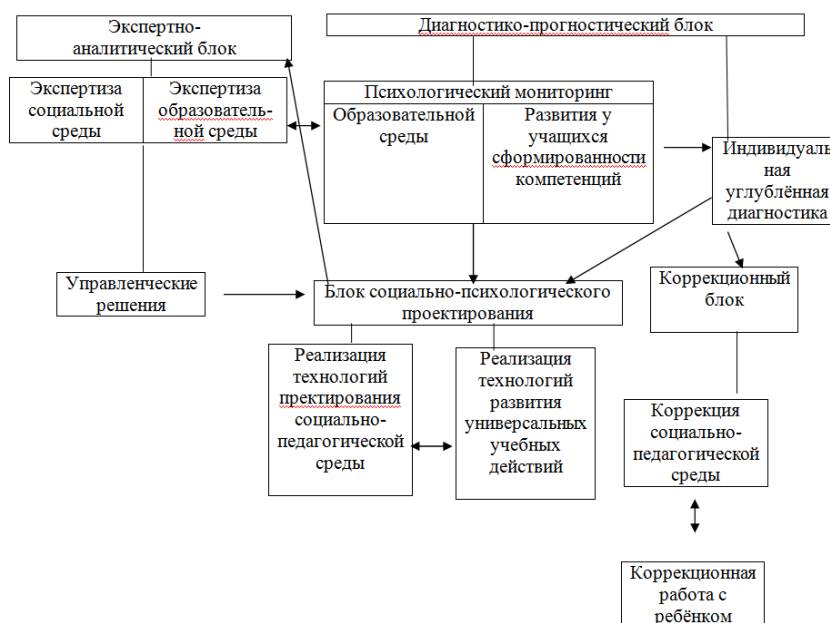 Экспертно-
аналитический блок
Диагностико-прогностический блок
Экспертиза
социальной
среды
Экспертиза
образователь-
ной среды
Психологический мониторинг
Образовательной
среды
Развития у
учащихся
сформированности
компетенций
Индивидуаль
ная
углублённая
диагностика
Управленческие
решения
Блок социально-психологического
проектирования
Коррекционный
блок
Реализация
технологий
пректирования
социально-
педагогической
среды
Реализация
технологий
развития
универсальных
учебных
действий
Коррекция
социально-
педагогической
среды
Коррекционная
работа с
ребёнком